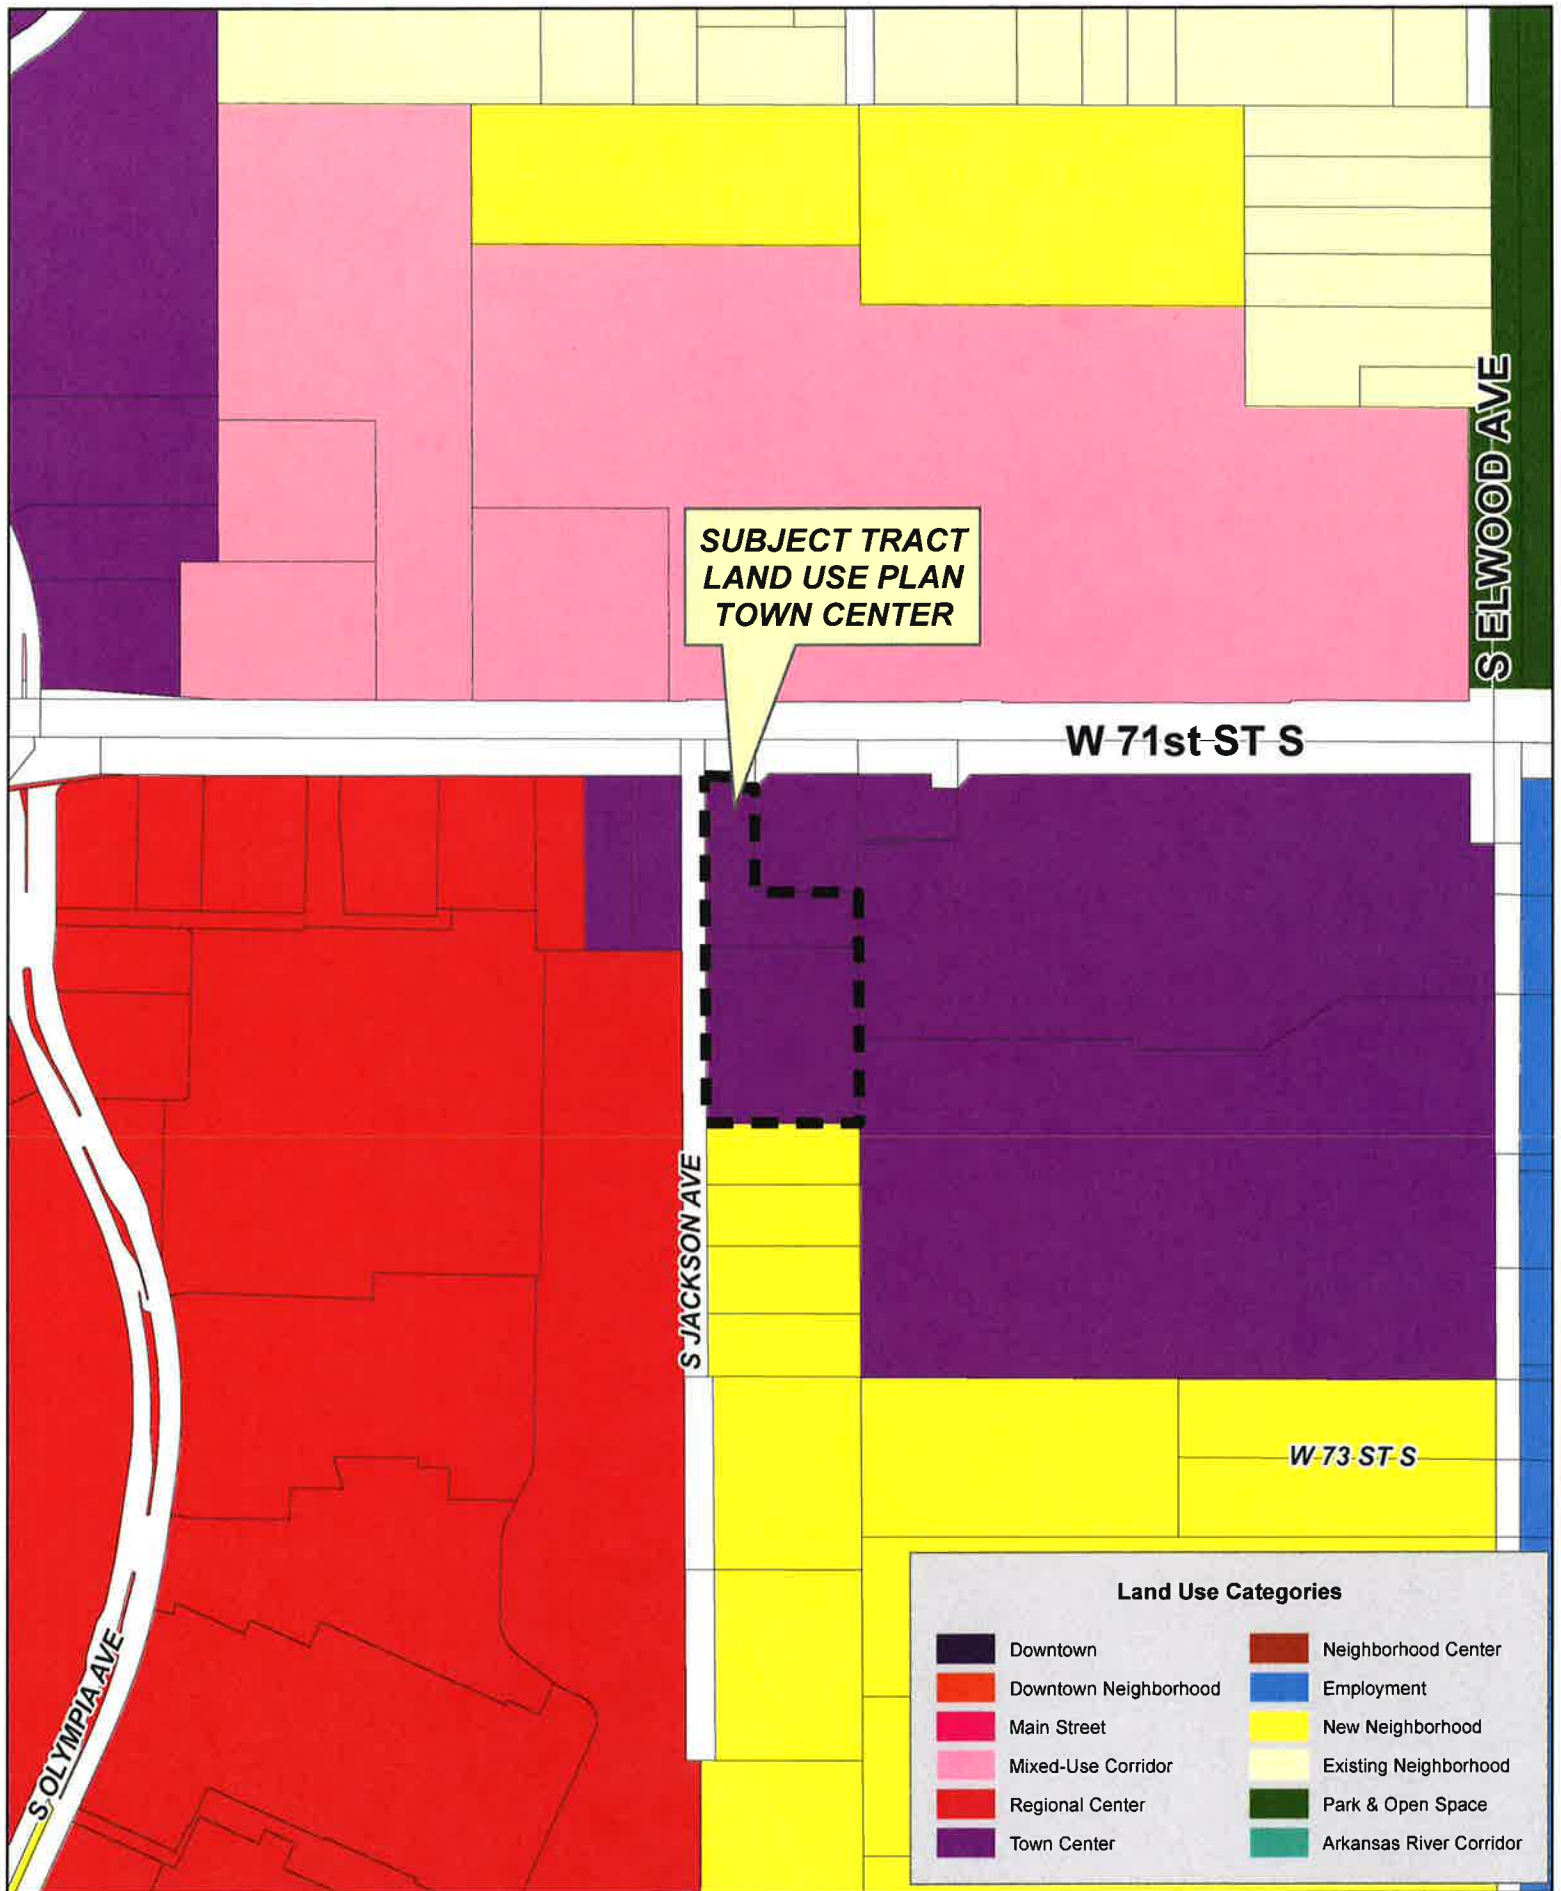 SUBJECT TRACT
LAND USE PLAN
TOWN CENTER
S ELWOOD AVE
W 71st ST S
S JACKSON AVE
W 73 ST S
S OLYMPIA AVE
Land Use Categories
Downtown
Downtown Neighborhood
Main Street
Mixed-Use Corridor
Regional Center
Town Center
Neighborhood Center
Employment
New Neighborhood
Existing Neighborhood
Park & Open Space
Arkansas River Corridor